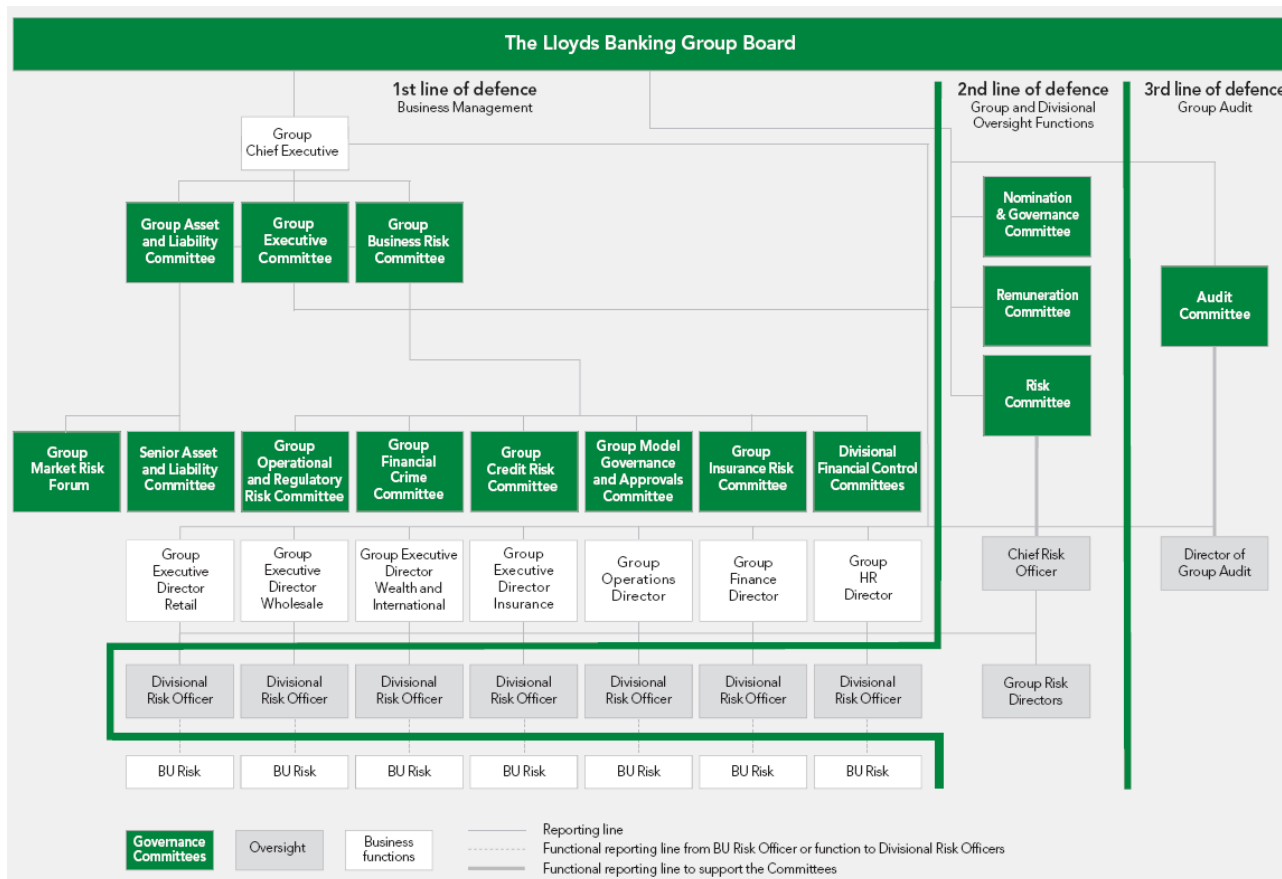 The Lloyds Banking Group Board
1st line of defence
Business Management
2nd line of defence
Group and Divisional
Oversight Functions
3rd line of defence
Group Audit
Group
Chief Executive
Group Asset
and Liability
Committee
Group
Executive
Committee
Group
Business Risk
Committee
Nomination
& Governance
Committee
Remuneration
Committee
Audit
Committee
Risk
Committee
Group
Market Risk
Forum
Senior Asset
and Liability
Committee
Group
Operational
and Regulatory
Risk Committee
Group
Financial
Crime
Committee
Group
Credit Risk
Committee
Group Model
Governance
and Approvals
Committee
Group
Insurance Risk
Committee
Divisional
Financial Control
Committees
Group
Executive
Director
Retail
Group
Executive
Director
Wholesale
Group Executive
Director
Wealth and
International
Group
Executive
Director
Insurance
Group
Operations
Director
Group
Finance
Director
Group
HR
Director
Chief Risk
Officer
Director of
Group Audit
Divisional
Risk Officer
Divisional
Risk Officer
Divisional
Risk Officer
Divisional
Risk Officer
Divisional
Risk Officer
Divisional
Risk Officer
Divisional
Risk Officer
Group Risk
Directors
BU Risk
BU Risk
BU Risk
BU Risk
BU Risk
BU Risk
BU Risk
Governance
Committees
Oversight
Business
functions
Reporting line
Functional reporting line from BU Risk Officer or function to Divisional Risk Officers
Functional reporting line to support the Committees